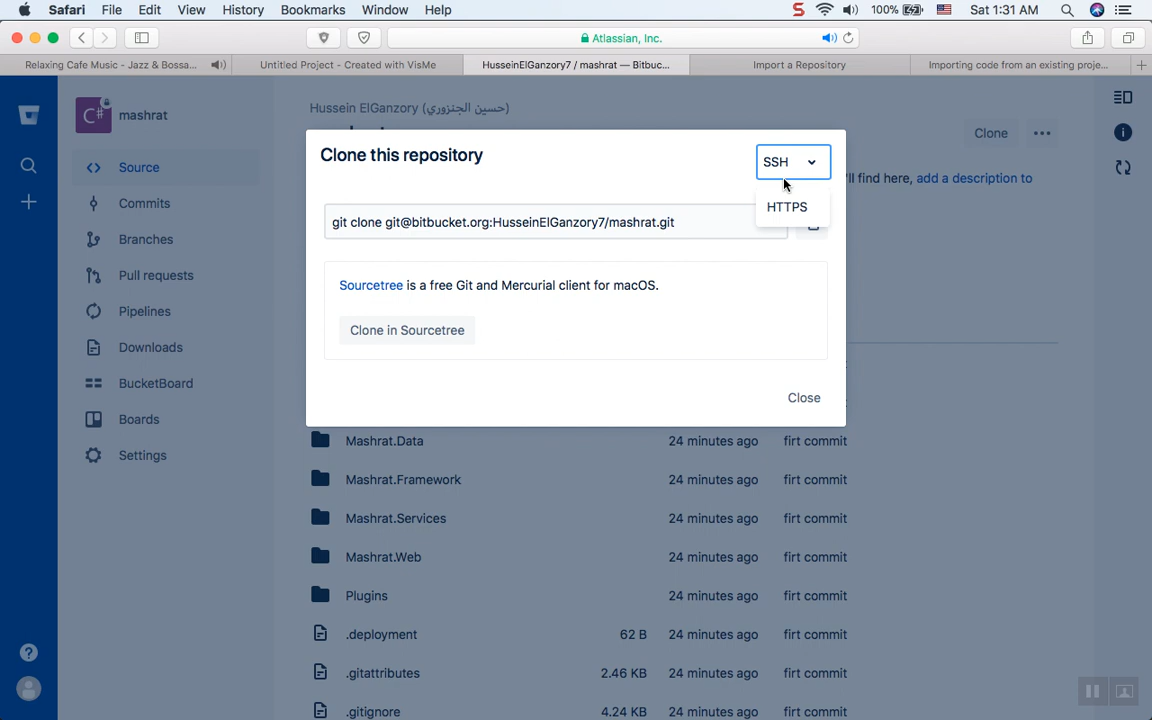 Safari File Edit View History Bookmarks Window Help S 100% Sat 1:31 AM
Atlassian, Inc.
Relaxing Cafe Music - Jazz & Bossa... Untitled Project - Created with VisMe HusseinElGanzory7 / mashrat — Bitbuc... Import a Repository Importing code from an existing proje...
C# mashrat
Hussein ElGanzory (حسين الجنزوري)
Clone
Clone this repository
SSH
HTTPS
'll find here, add a description to
git clone git@bitbucket.org:HusseinElGanzory7/mashrat.git
Sourcetree is a free Git and Mercurial client for macOS.
Clone in Sourcetree
Close
Source
Commits
Branches
Pull requests
Pipelines
Downloads
BucketBoard
Boards
Settings
Mashrat.Data 24 minutes ago firt commit
Mashrat.Framework 24 minutes ago firt commit
Mashrat.Services 24 minutes ago firt commit
Mashrat.Web 24 minutes ago firt commit
Plugins 24 minutes ago firt commit
.deployment 62 B 24 minutes ago firt commit
.gitattributes 2.46 KB 24 minutes ago firt commit
.gitignore 4.24 KB 24 minutes ago firt commit